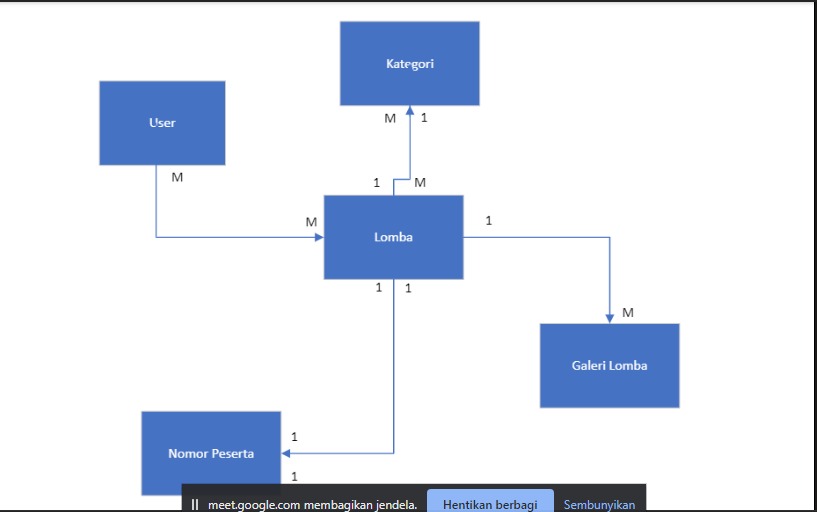 Kategori
User
M 1
M
1 M
M
Lomba
1
1 1
M
Galeri Lomba
1
Nomor Peserta
1
meet.google.com membagikan jendela. Hentikan berbagi Sembunyikan